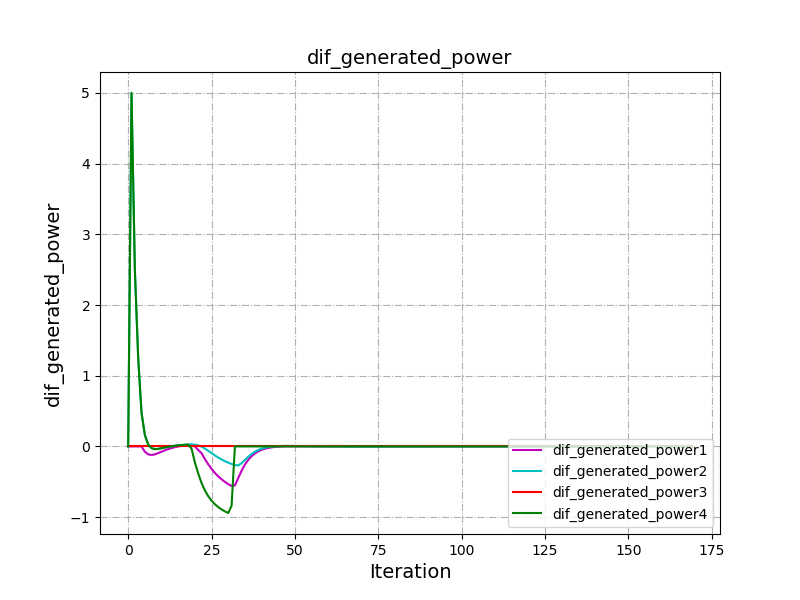 dif_generated_power
dif_generated_power
5
4
3
2
1
0
−1
0 25 50 75 100 125 150 175
Iteration
dif_generated_power1
dif_generated_power2
dif_generated_power3
dif_generated_power4